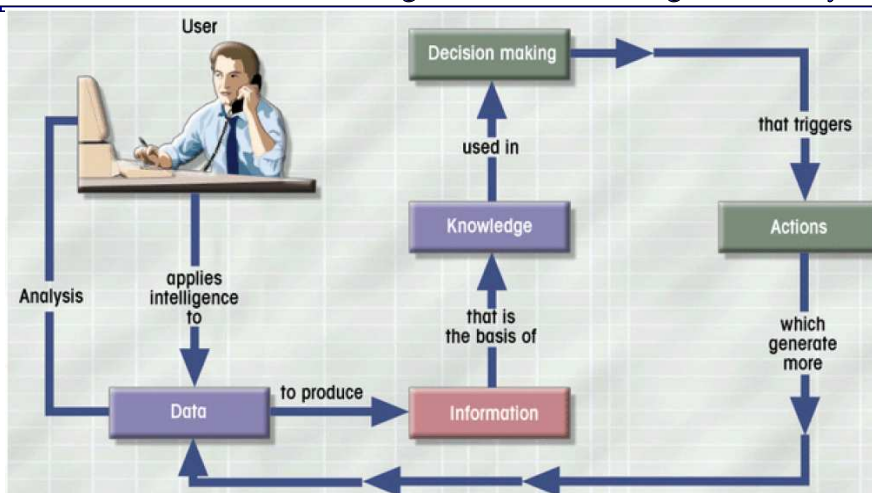 User
Decision making
that triggers
used in
Knowledge
Actions
Analysis
applies
intelligence
to
that is
the basis of
which
generate
more
Data
to produce
Information